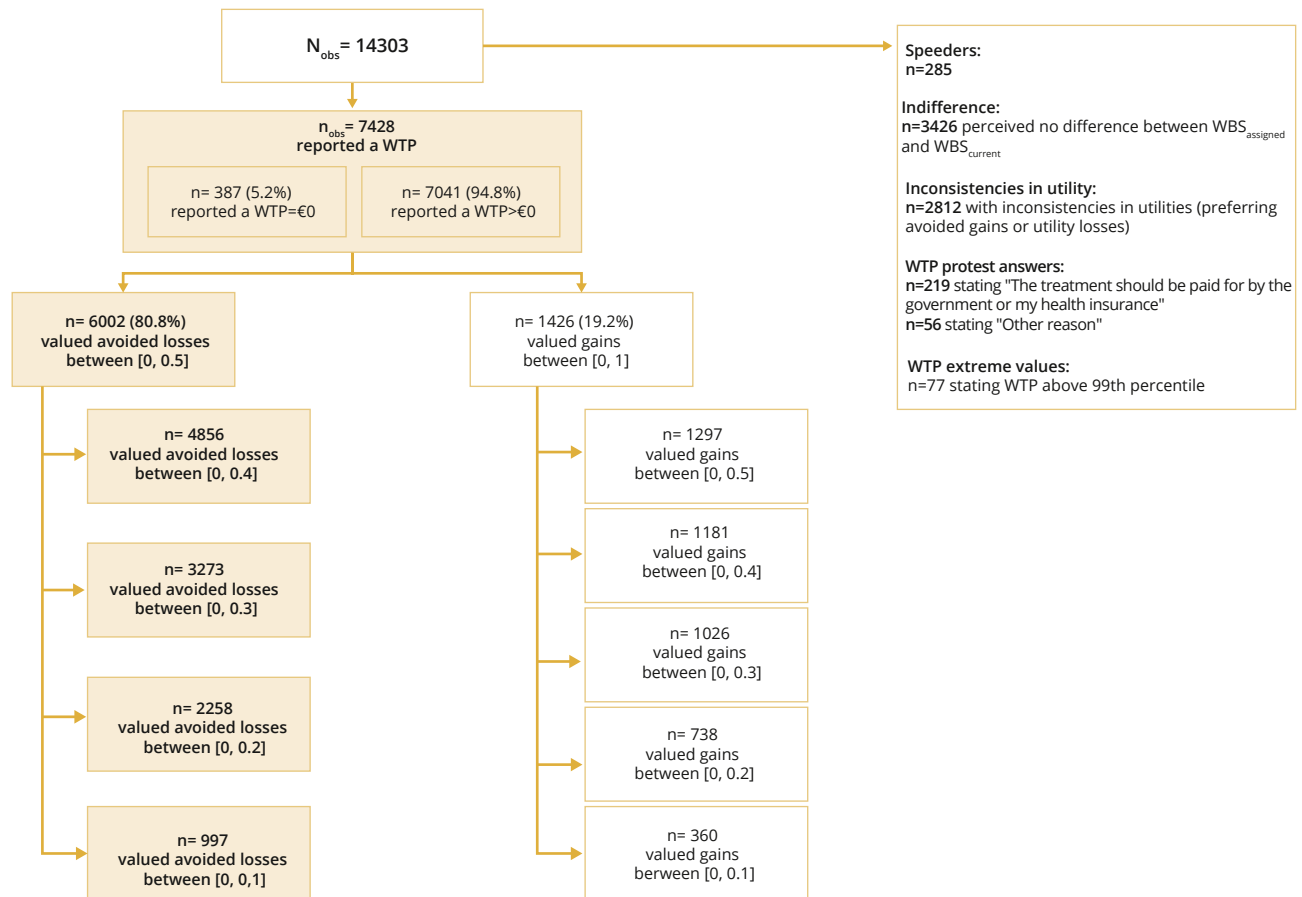 N_obs = 14303
n_obs = 7428
reported a WTP
n= 387 (5.2%)
reported a WTP=€0
n= 7041 (94.8%)
reported a WTP>€0
n= 6002 (80.8%)
valued avoided losses
between [0, 0.5]
n= 4856
valued avoided losses
between [0, 0.4]
n= 3273
valued avoided losses
between [0, 0.3]
n= 2258
valued avoided losses
between [0, 0.2]
n= 997
valued avoided losses
between [0, 0,1]
n= 1426 (19.2%)
valued gains
between [0, 1]
n= 1297
valued gains
between [0, 0.5]
n= 1181
valued gains
between [0, 0.4]
n= 1026
valued gains
between [0, 0.3]
n= 738
valued gains
between [0, 0.2]
n= 360
valued gains
berween [0, 0.1]
Speeders:
n=285
Indifference:
n=3426 perceived no difference between WBS_assigned
and WBS_current
Inconsistencies in utility:
n=2812 with inconsistencies in utilities (preferring
avoided gains or utility losses)
WTP protest answers:
n=219 stating "The treatment should be paid for by the
government or my health insurance"
n=56 stating "Other reason"
WTP extreme values:
n=77 stating WTP above 99th percentile